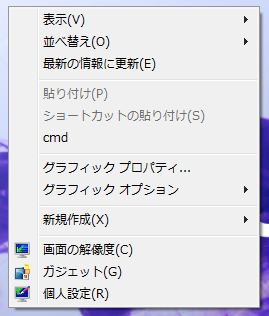 表示(V)
並べ替え(O)
最新の情報に更新(E)
貼り付け(P)
ショートカットの貼り付け(S)
cmd
グラフィック プロパティ...
グラフィック オプション
新規作成(X)
画面の解像度(C)
ガジェット(G)
個人設定(R)